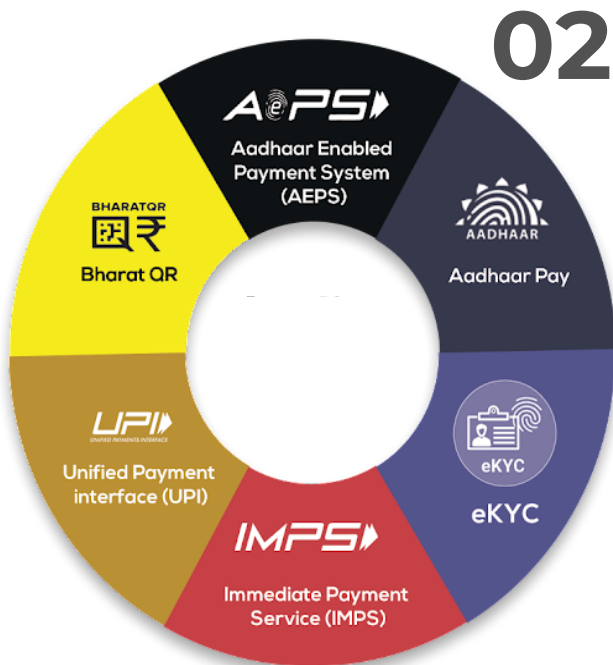 02
AePS
Aadhaar Enabled
Payment System
(AEPS)
AADHAAR
Aadhaar Pay
eKYC
eKYC
IMPS
Immediate Payment
Service (IMPS)
UPI
UNIFIED PAYMENTS INTERFACE
Unified Payment
interface (UPI)
BHARATQR
₹
Bharat QR